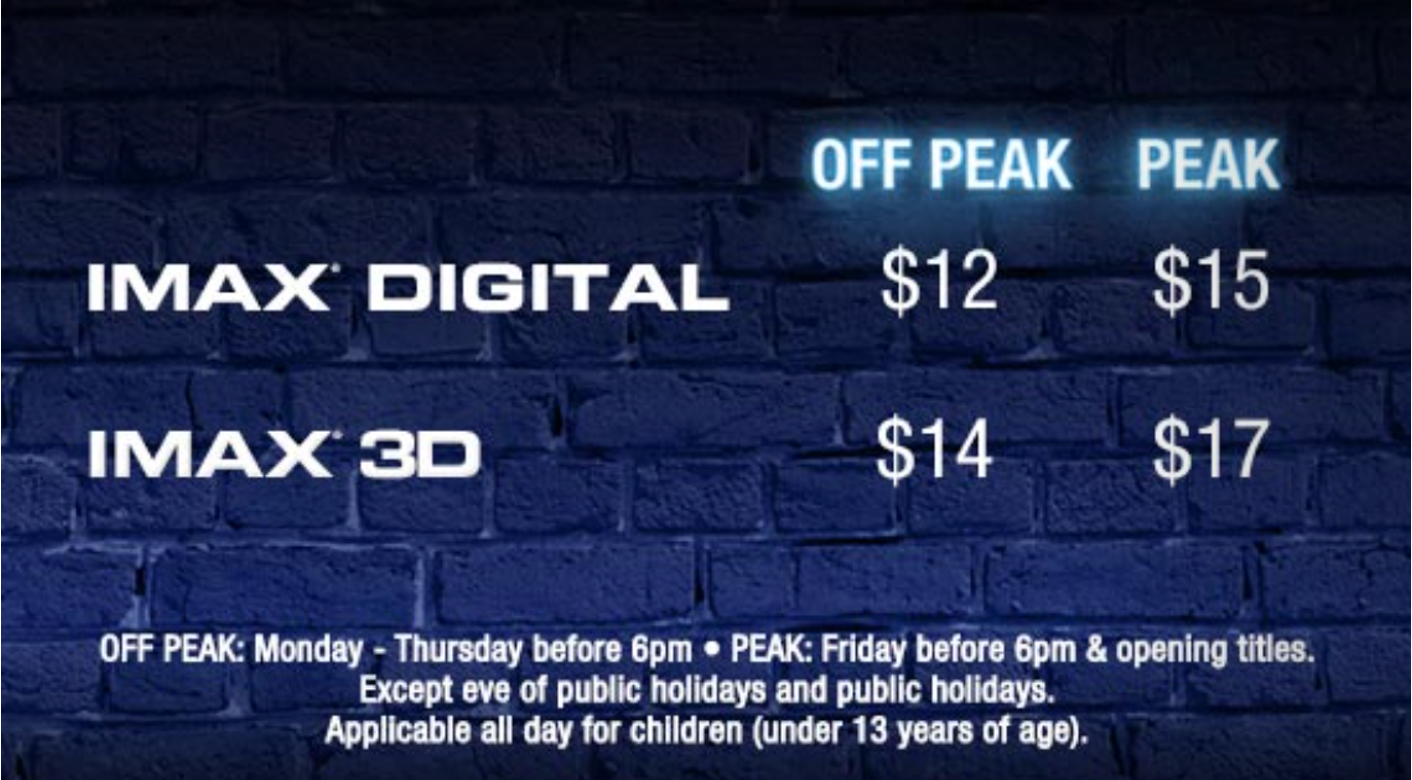 OFF PEAK PEAK
IMAX® DIGITAL $12 $15
IMAX® 3D $14 $17
OFF PEAK: Monday - Thursday before 6pm • PEAK: Friday before 6pm & opening titles.
Except eve of public holidays and public holidays.
Applicable all day for children (under 13 years of age).